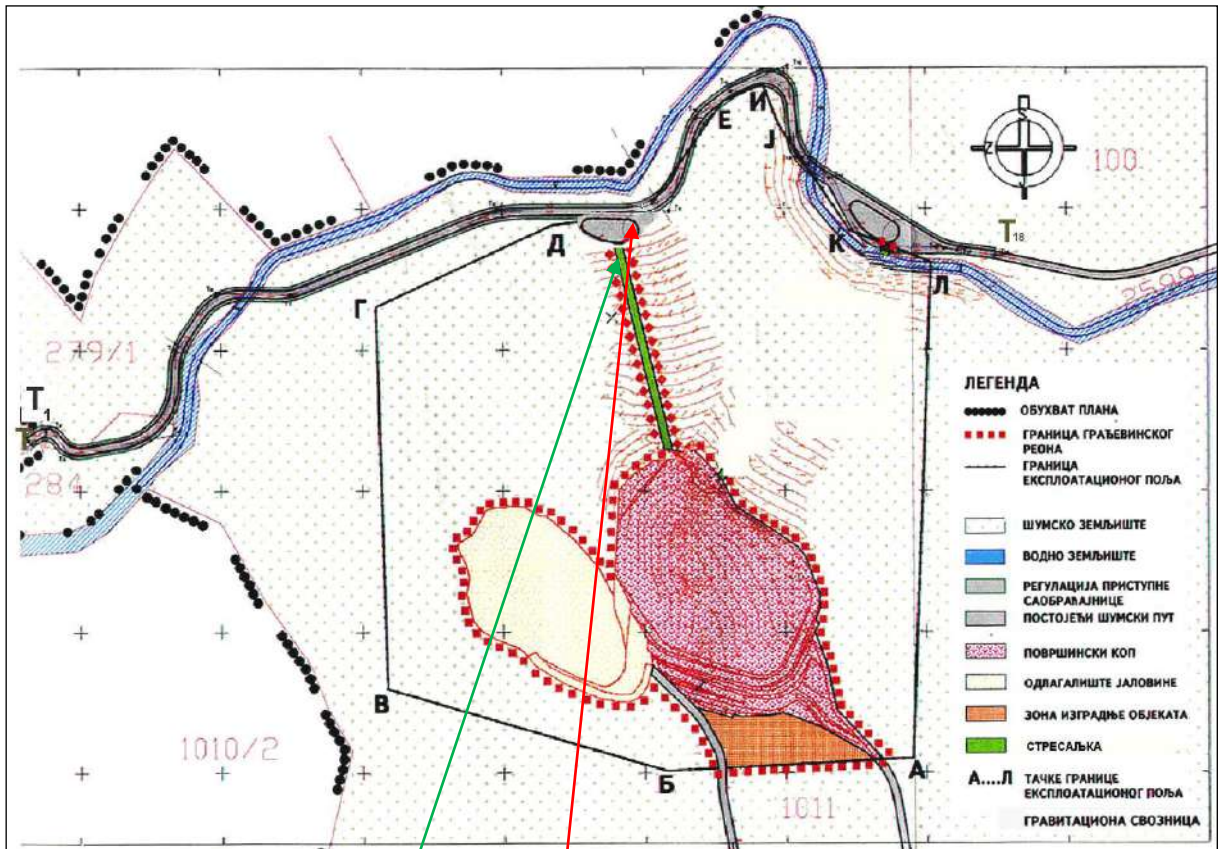 И
Е
Ј
S
Z
J
100
К
Т18
Л
2599
Д
Г
279/1
Т1
Т
284
ЛЕГЕНДА
ОБУХВАТ ПЛАНА
ГРАНИЦА ГРАЂЕВИНСКОГ
РЕОНА
ГРАНИЦА
ЕКСПЛОАТАЦИОНОГ ПОЉА
ШУМСКО ЗЕМЉИШТЕ
ВОДНО ЗЕМЉИШТЕ
РЕГУЛАЦИЈА ПРИСТУПНЕ
САОБРАЋАЈНИЦЕ
ПОСТОЈЕЋИ ШУМСКИ ПУТ
ПОВРШИНСКИ КОП
ОДЛАГАЛИШТЕ ЈАЛОВИНЕ
ЗОНА ИЗГРАДЊЕ ОБЈЕКАТА
СТРЕСАЉКА
А....Л ТАЧКЕ ГРАНИЦЕ
ЕКСПЛОАТАЦИОНОГ ПОЉА
ГРАВИТАЦИОНА СВОЗНИЦА
В
1010/2
Б
А
1011